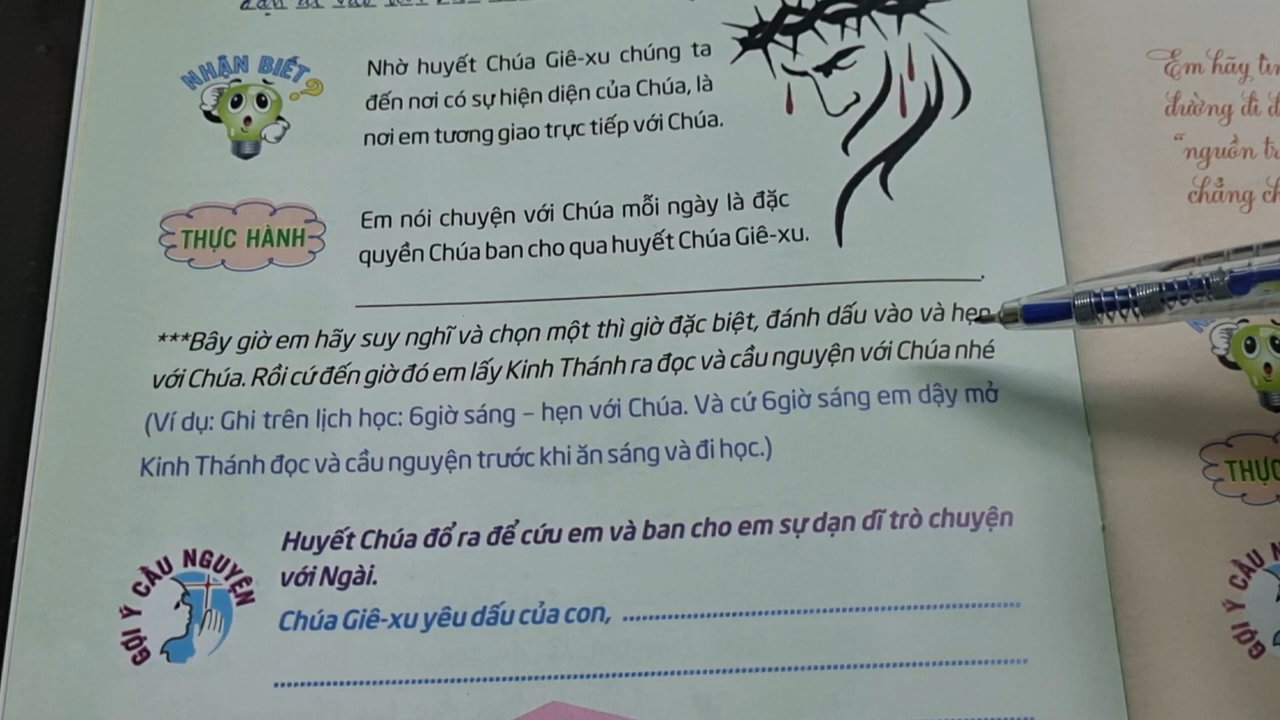 NHẬN BIẾT
Nhờ huyết Chúa Giê-xu chúng ta
đến nơi có sự hiện diện của Chúa, là
nơi em tương giao trực tiếp với Chúa.
THỰC HÀNH
Em nói chuyện với Chúa mỗi ngày là đặc
quyền Chúa ban cho qua huyết Chúa Giê-xu.
***Bây giờ em hãy suy nghĩ và chọn một thì giờ đặc biệt, đánh dấu vào và hẹn
với Chúa. Rồi cứ đến giờ đó em lấy Kinh Thánh ra đọc và cầu nguyện với Chúa nhé
(Ví dụ: Ghi trên lịch học: 6giờ sáng – hẹn với Chúa. Và cứ 6giờ sáng em dậy mở
Kinh Thánh đọc và cầu nguyện trước khi ăn sáng và đi học.)
GỢI Ý CẦU NGUYỆN
Huyết Chúa đổ ra để cứu em và ban cho em sự dạn dĩ trò chuyện
với Ngài.
Chúa Giê-xu yêu dấu của con,
Em hãy
đường đi
"nguồn
chẳng
GỢI Ý CẦU